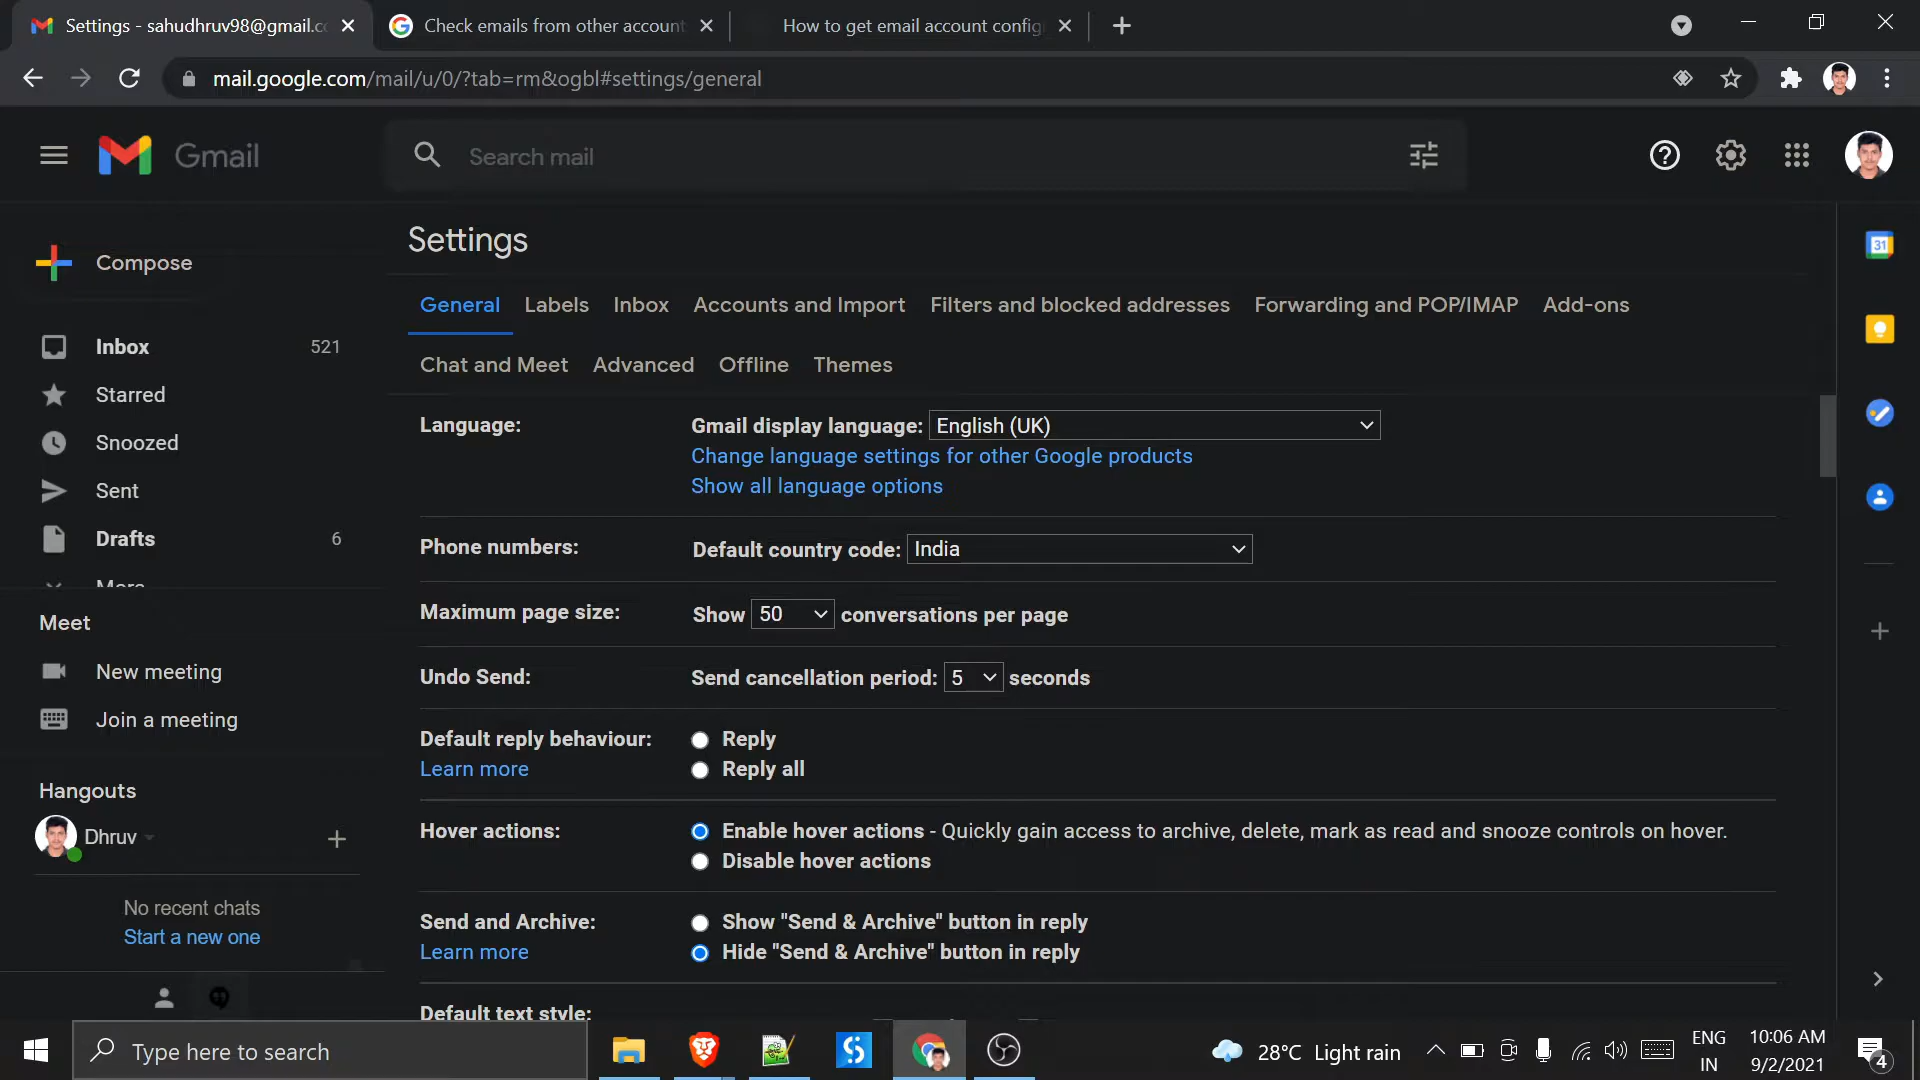 Settings - sahudhruv98@gmail.co
Check emails from other account
How to get email account config
mail.google.com/mail/u/0/?tab=rm&ogbl#settings/general
Gmail
Search mail
Compose
Inbox 521
Starred
Snoozed
Sent
Drafts 6
More
Meet
New meeting
Join a meeting
Hangouts
Dhruv
No recent chats
Start a new one
Settings
General Labels Inbox Accounts and Import Filters and blocked addresses Forwarding and POP/IMAP Add-ons
Chat and Meet Advanced Offline Themes
Language: Gmail display language: English (UK)
Change language settings for other Google products
Show all language options
Phone numbers: Default country code: India
Maximum page size: Show 50 conversations per page
Undo Send: Send cancellation period: 5 seconds
Default reply behaviour: Reply
Learn more Reply all
Hover actions: Enable hover actions - Quickly gain access to archive, delete, mark as read and snooze controls on hover.
Disable hover actions
Send and Archive: Show "Send & Archive" button in reply
Learn more Hide "Send & Archive" button in reply
Default text style:
31
Type here to search
28°C Light rain
ENG
IN
10:06 AM
9/2/2021
4